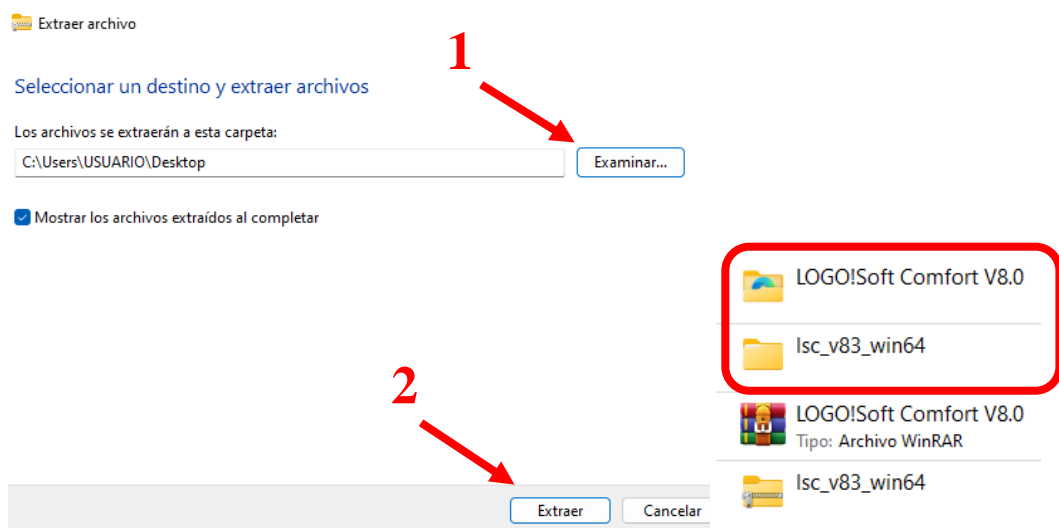 Extraer archivo
1
Seleccionar un destino y extraer archivos
Los archivos se extraerán a esta carpeta:
C:\Users\USUARIO\Desktop
Examinar...
Mostrar los archivos extraídos al completar
LOGO!Soft Comfort V8.0
lsc_v83_win64
2
LOGO!Soft Comfort V8.0
Tipo: Archivo WinRAR
lsc_v83_win64
Extraer
Cancelar